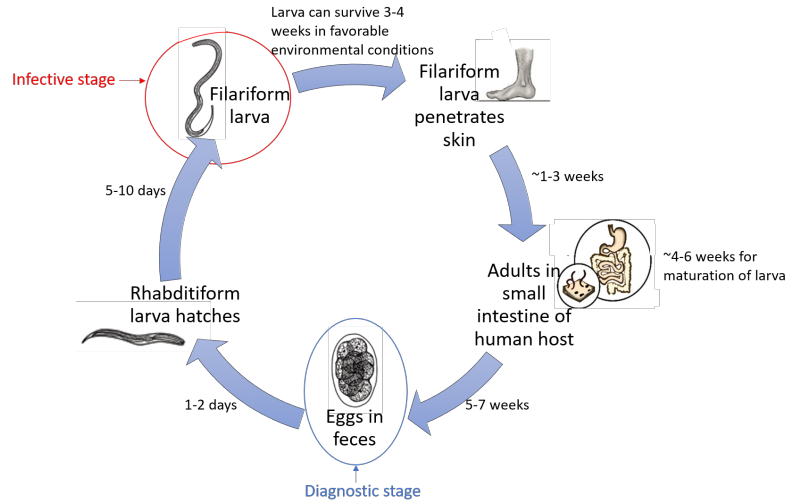 Larva can survive 3-4
weeks in favorable
environmental conditions
Infective stage
Filariform
larva
Filariform
larva
penetrates
skin
~1-3 weeks
~4-6 weeks for
maturation of larva
Adults in
small
intestine of
human host
5-7 weeks
Eggs in
feces
Diagnostic stage
1-2 days
Rhabditiform
larva hatches
5-10 days